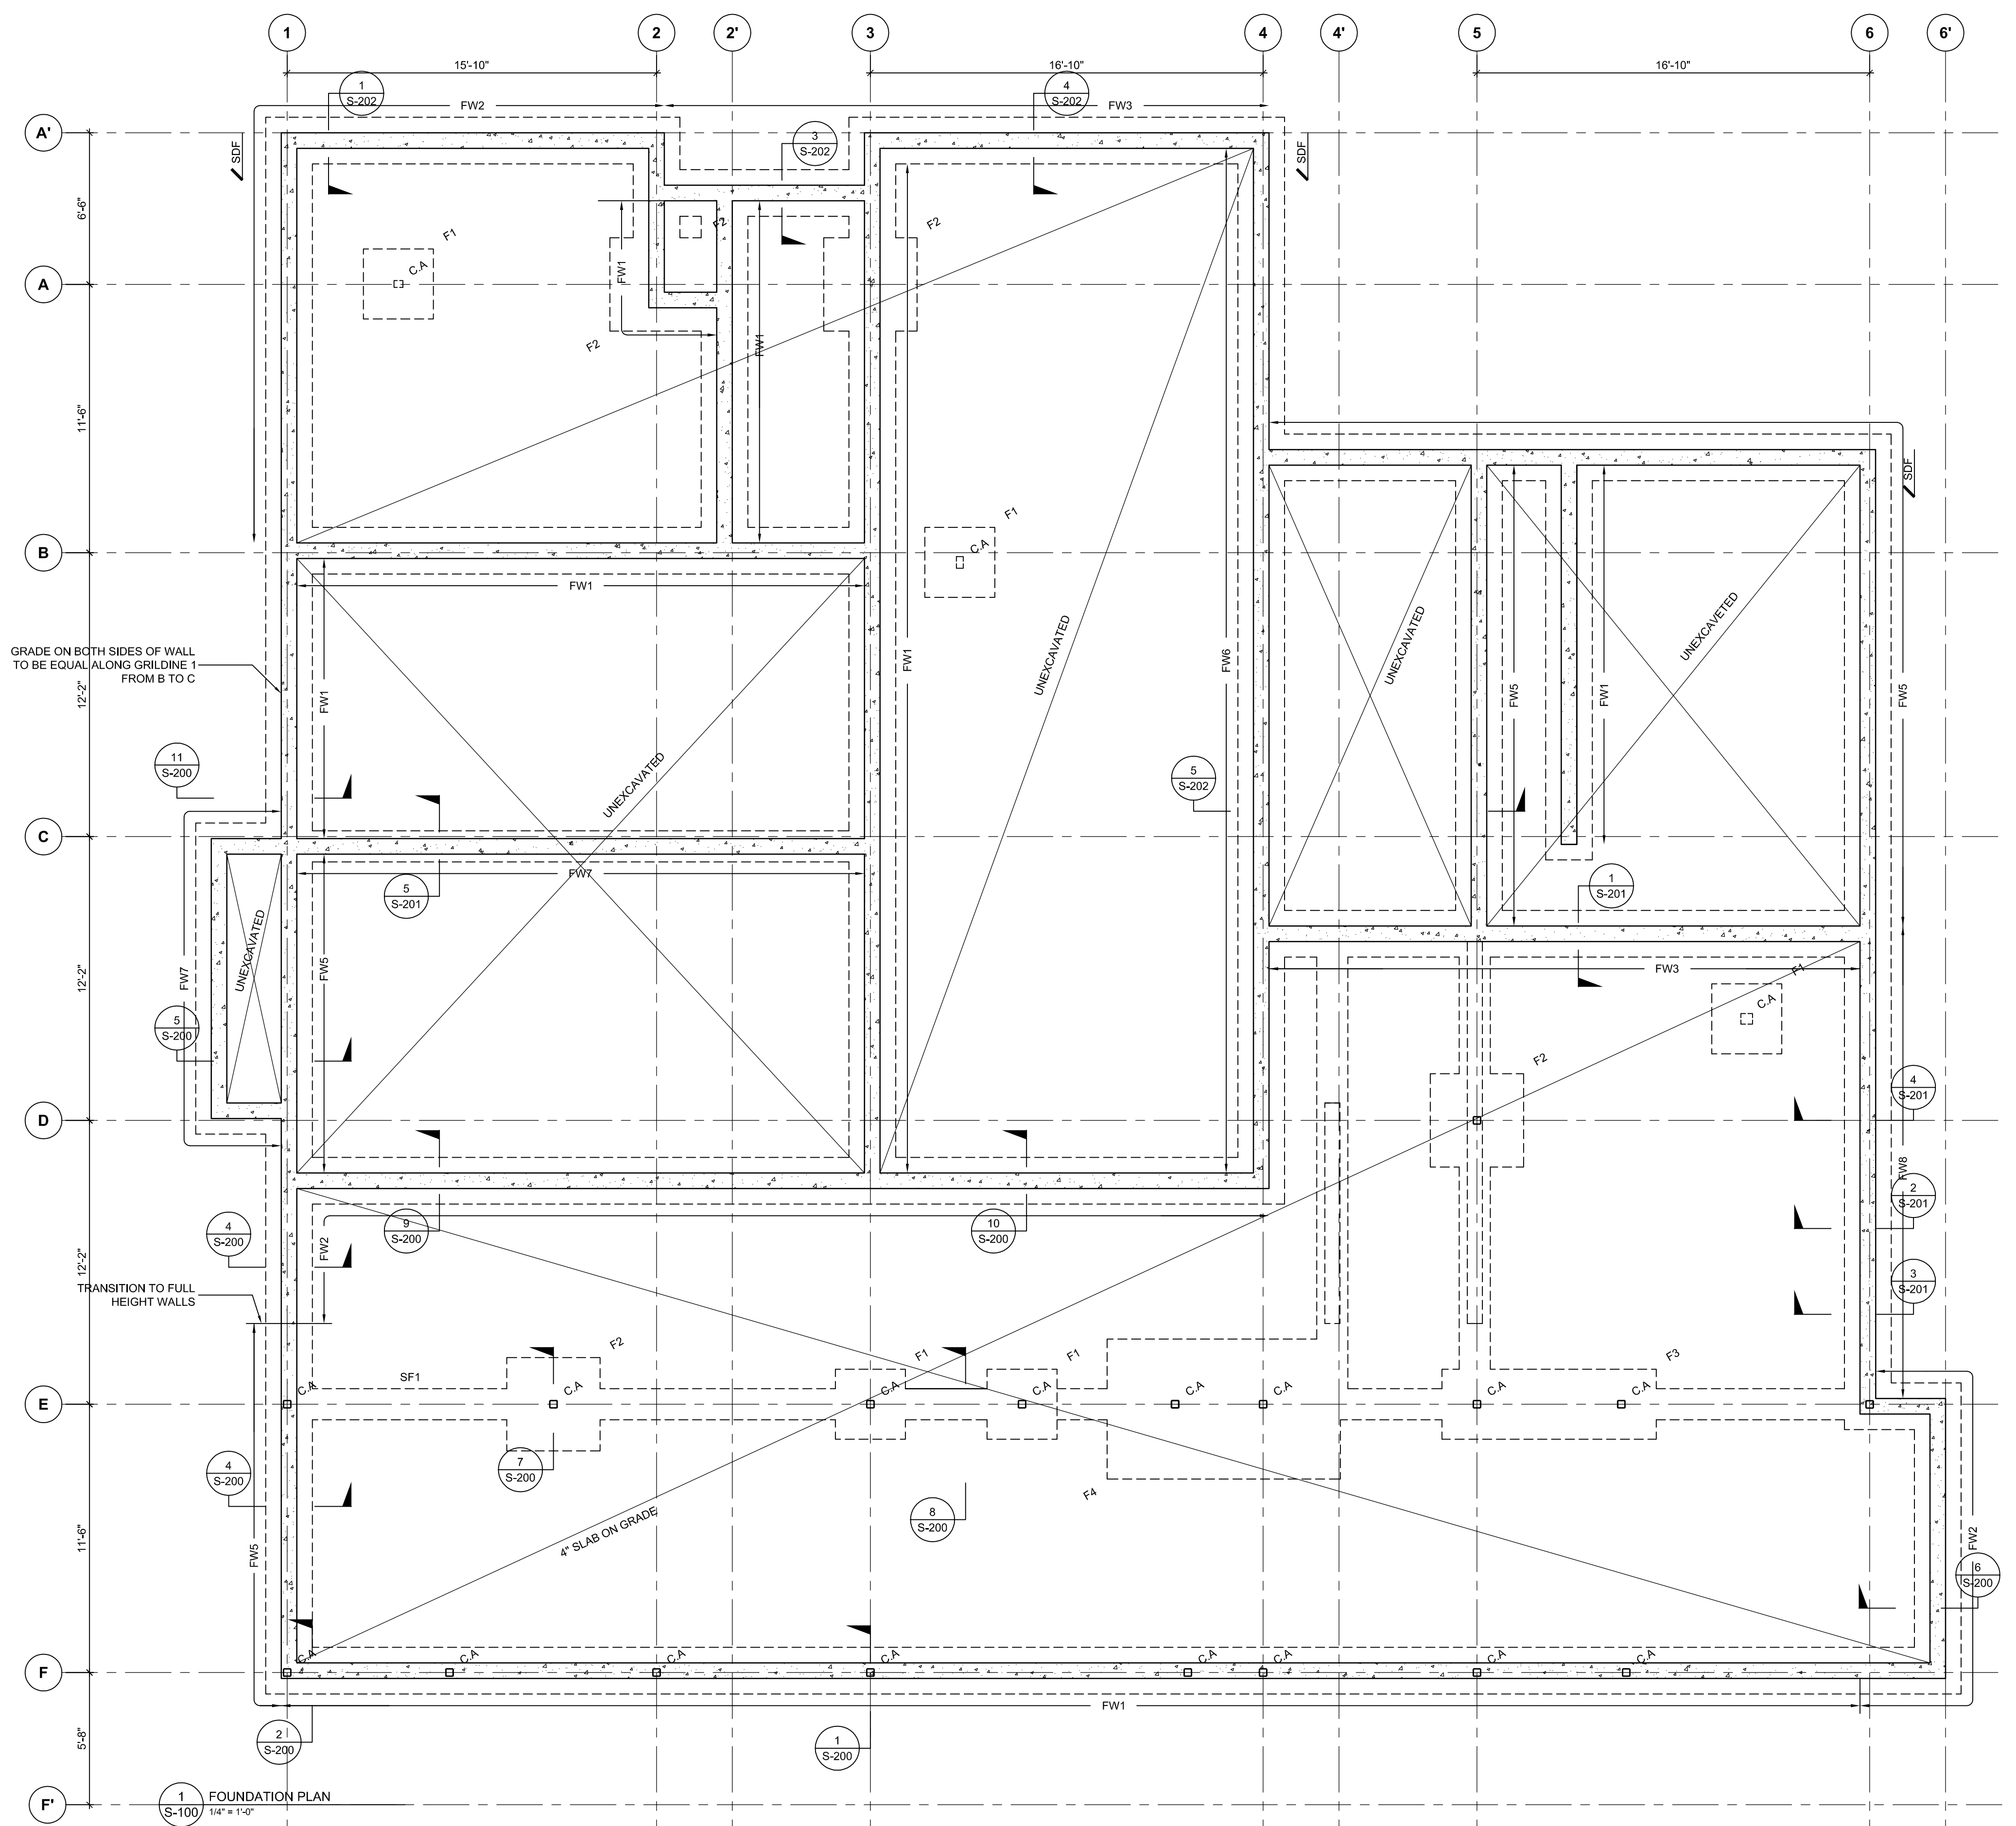 1
2
2'
3
4
4'
5
6
6'
15'-10"
16'-10"
16'-10"
1
S-202
4
S-202
FW2
FW3
A'
SDF
3
S-202
SDF
6'-6"
F1
F2
F2
C.A
A
FW1
F2
FW1
11'-6"
SDF
F1
C.A
B
FW1
GRADE ON BOTH SIDES OF WALL
TO BE EQUAL ALONG GRILDINE 1
FROM B TO C
12'-2"
FW1
UNEXCAVATED
FW1
UNEXCAVATED
FW6
UNEXCAVATED
FW5
FW1
UNEXCAVETED
FW5
11
S-200
5
S-202
C
FW7
5
S-201
1
S-201
UNEXCAVATED
FW7
12'-2"
FW5
FW3
F1
C.A
5
S-200
F2
4
S-201
D
FW8
2
S-201
4
S-200
9
S-200
10
S-200
FW2
12'-2"
3
S-201
TRANSITION TO FULL
HEIGHT WALLS
F2
F1
F1
F3
SF1
E
C.A
C.A
C.A
C.A
C.A
C.A
C.A
C.A
4
S-200
7
S-200
8
S-200
F4
4" SLAB ON GRADE
11'-6"
FW5
FW2
6
S-200
F
C.A
C.A
C.A
C.A
C.A
C.A
C.A
C.A
FW1
5'-8"
2
S-200
1
S-200
F'
1
S-100
FOUNDATION PLAN
1/4" = 1'-0"